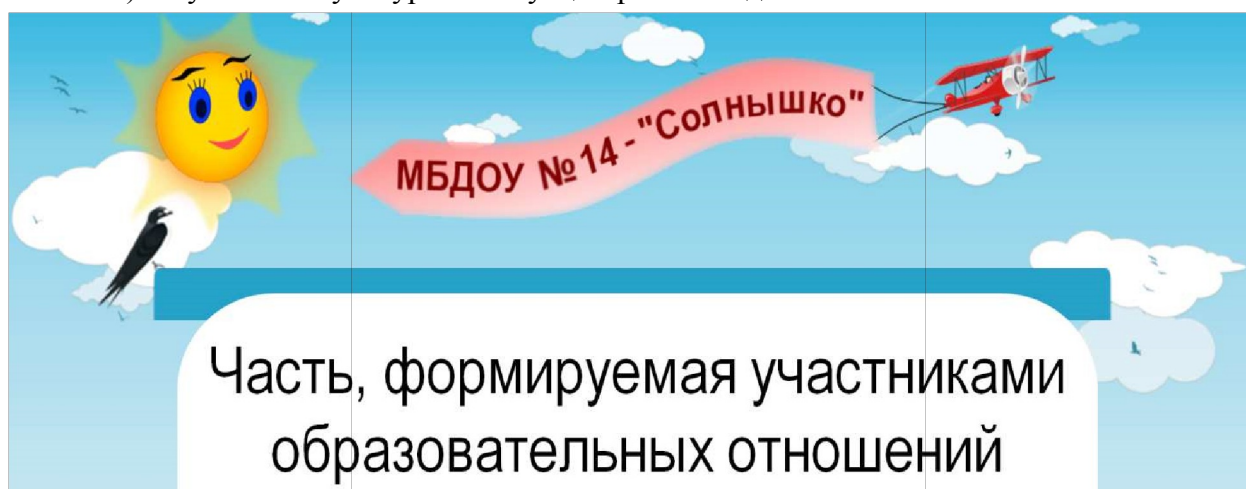 МБДОУ №14 - "Солнышко"
Часть, формируемая участниками
образовательных отношений